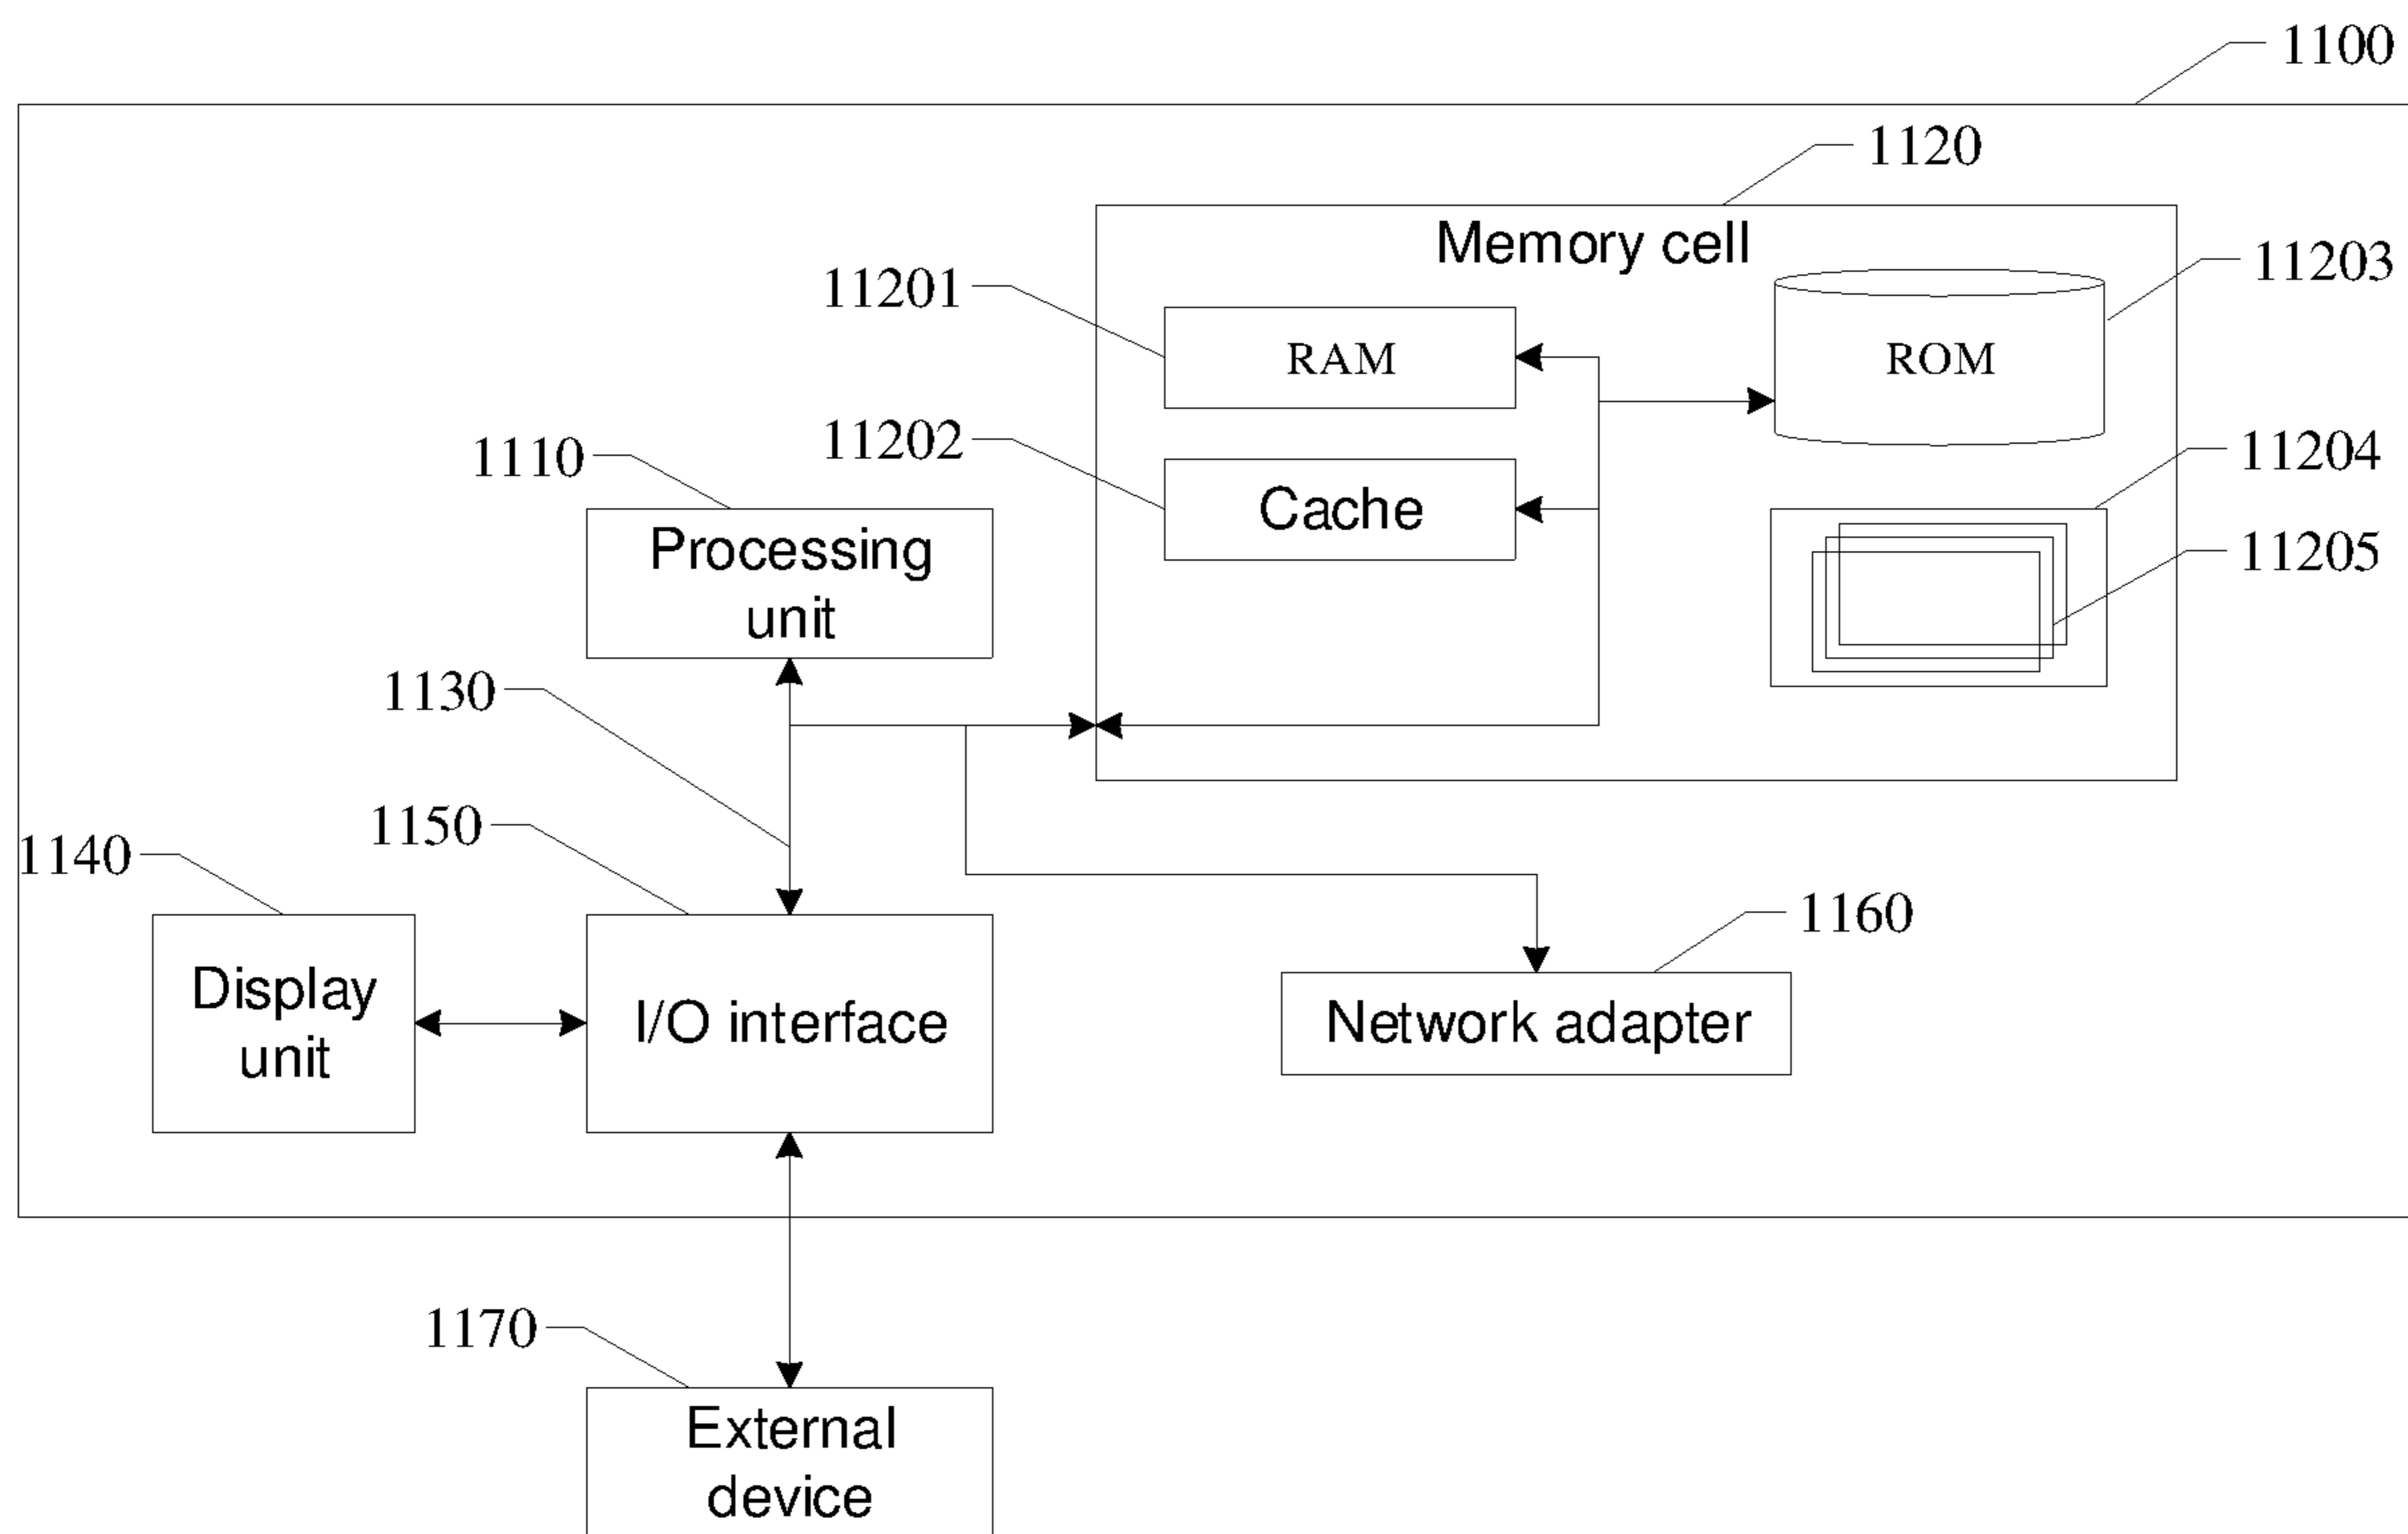 1100
1120
Memory cell
11203
11201
RAM
ROM
11204
1110
11202
Cache
11205
Processing
unit
1130
1150
1140
1160
Display
unit
I/O interface
Network adapter
1170
External
device